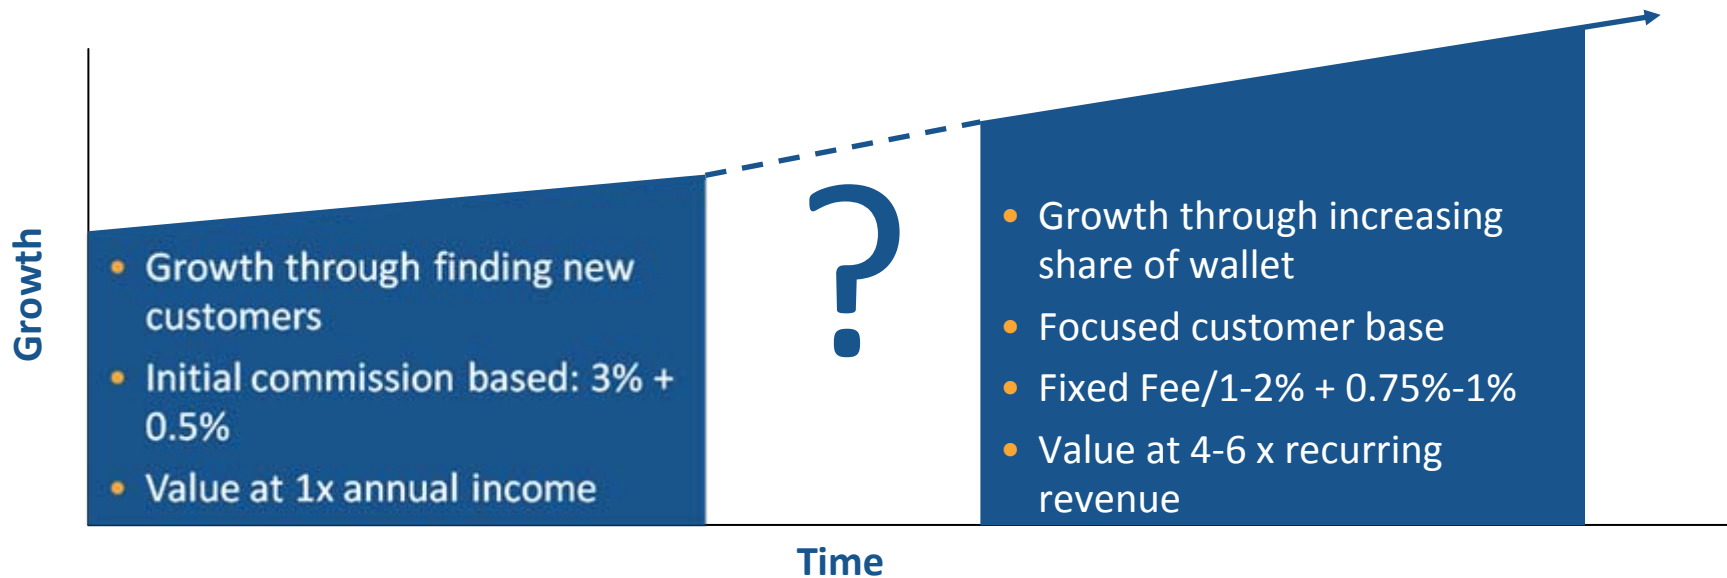 Growth
• Growth through finding new
customers
• Initial commission based: 3% +
0.5%
• Value at 1x annual income
?
• Growth through increasing
share of wallet
• Focused customer base
• Fixed Fee/1-2% + 0.75%-1%
• Value at 4-6 x recurring
revenue
Time